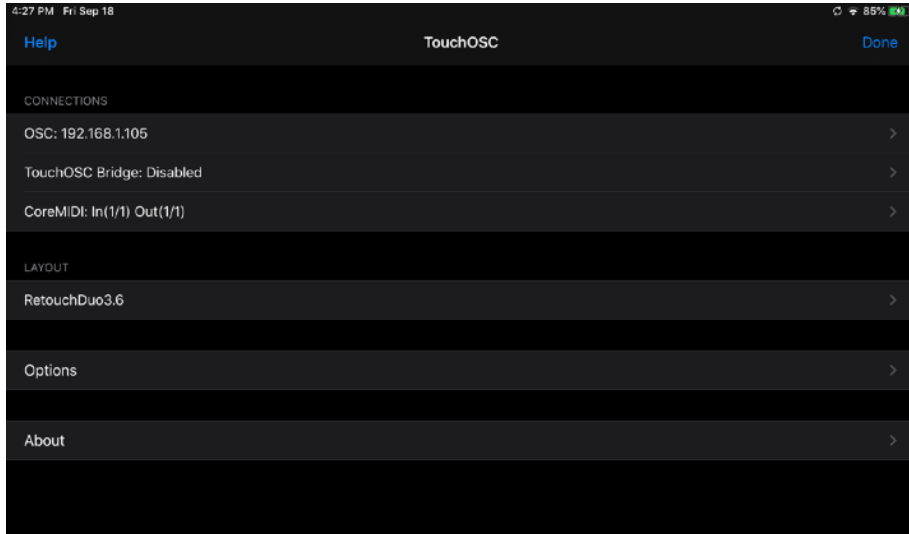 4:27 PM Fri Sep 18 85%
Help TouchOSC Done
CONNECTIONS
OSC: 192.168.1.105
TouchOSC Bridge: Disabled
CoreMIDI: In(1/1) Out(1/1)
LAYOUT
RetouchDuo3.6
Options
About